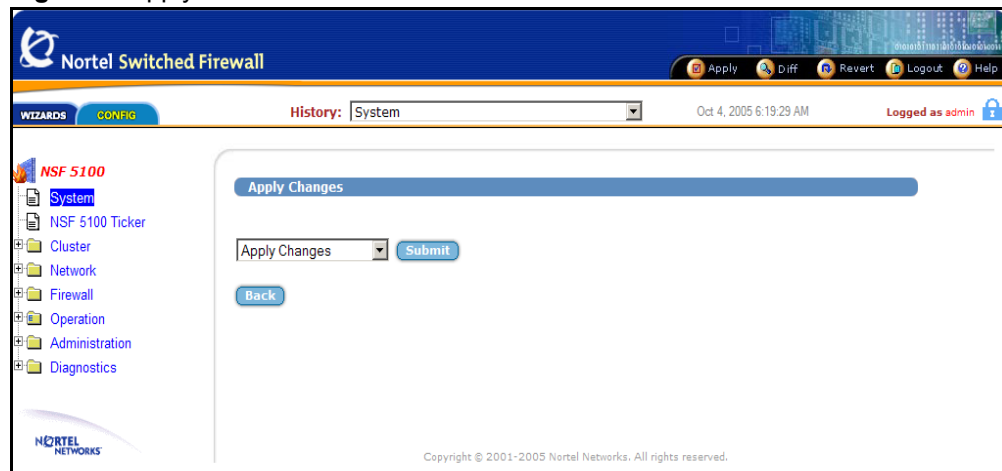 Nortel Switched Firewall
Apply Diff Revert Logout Help
WIZARDS CONFIG History: System Oct 4, 2005 6:19:29 AM Logged as admin
NSF 5100
Apply Changes
System
NSF 5100 Ticker
Cluster
Apply Changes Submit
Network
Firewall
Back
Operation
Administration
Diagnostics
NORTEL
NETWORKS
Copyright © 2001-2005 Nortel Networks. All rights reserved.